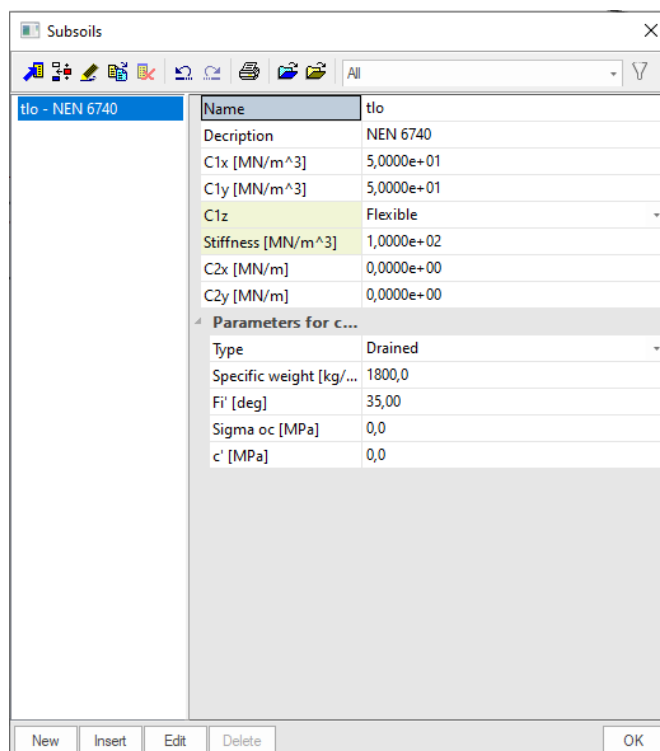 Subsoils
All
tlo - NEN 6740
Name tlo
Decription NEN 6740
C1x [MN/m^3] 5,0000e+01
C1y [MN/m^3] 5,0000e+01
C1z Flexible
Stiffness [MN/m^3] 1,0000e+02
C2x [MN/m] 0,0000e+00
C2y [MN/m] 0,0000e+00
Parameters for c...
Type Drained
Specific weight [kg/... 1800,0
Fi' [deg] 35,00
Sigma oc [MPa] 0,0
c' [MPa] 0,0
New Insert Edit Delete OK